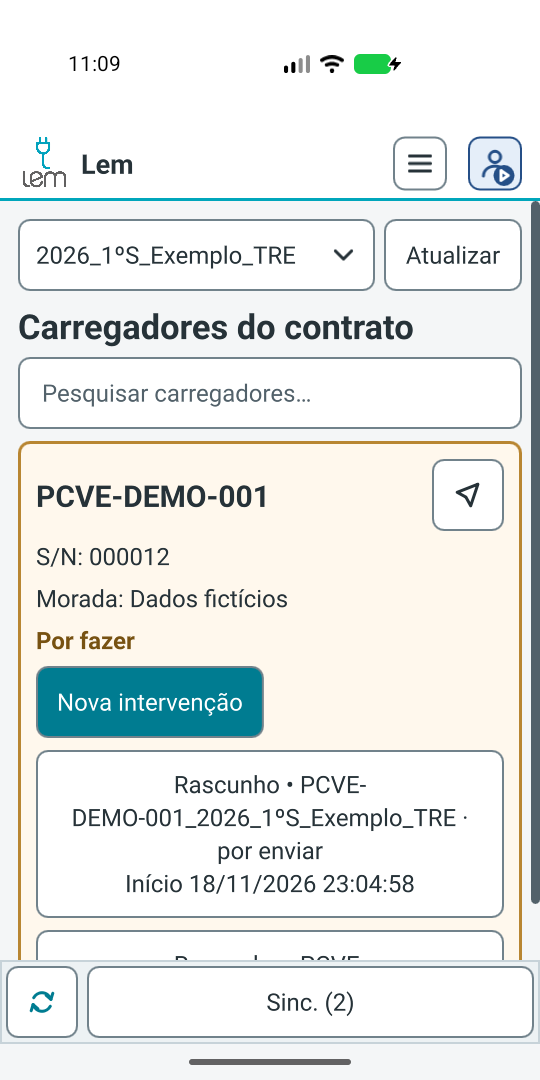 11:09
lem
Lem
2026_1ºS_Exemplo_TRE
Atualizar
Carregadores do contrato
Pesquisar carregadores...
PCVE-DEMO-001
S/N: 000012
Morada: Dados fictícios
Por fazer
Nova intervenção
Rascunho • PCVE-
DEMO-001_2026_1ºS_Exemplo_TRE ·
por enviar
Início 18/11/2026 23:04:58
Sinc. (2)